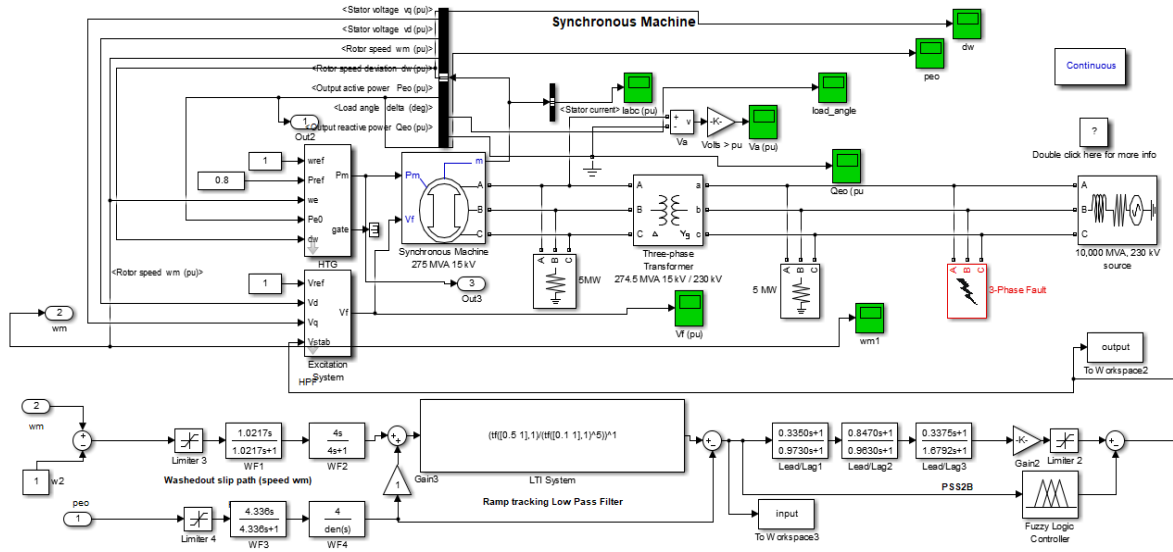 Synchronous Machine
<Stator voltage vq (pu)>
<Stator voltage vd (pu)>
<Rotor speed wm (pu)>
<Rotor speed deviation dw (pu)>
<Output active power Peo (pu)>
<Load angle delta (deg)>
<Output reactive power Qeo (pu)>
<Stator current>
dw
peo
Continuous
?
Double click here for more info
Iabc (pu)
load_angle
+
-
v
Va
-K-
Volts > pu
Va (pu)
Qeo (pu
1
Out2
1
0.8
wref
Pref
we
Pe0
dw
Pm
gate
HTG
Pm
Vf
m
A
B
C
Synchronous Machine
275 MVA 15 kV
A B C
5MW
A
B
C
a
b
c
Δ
Yg
Three-phase
Transformer
274.5 MVA 15 kV / 230 kV
A B C
5 MW
A B C
3-Phase Fault
A
B
C
10,000 MVA, 230 kV
source
3
Out3
<Rotor speed wm (pu)>
1
Vref
Vd
Vq
Vstab
Vf
Excitation
System
HPF
2
wm
Vf (pu)
wm1
output
To Workspace2
2
wm
1
w2
Limiter 3
1.0217s
1.0217s+1
WF1
4s
4s+1
WF2
Washedout slip path (speed wm)
1
Gain3
(tf([0.5 1],1/(tf([0.1 1],1)^5))^1
LTI System
Ramp tracking Low Pass Filter
0.3350s+1
0.9730s+1
Lead/Lag1
0.8470s+1
0.9630s+1
Lead/Lag2
0.3375s+1
1.6792s+1
Lead/Lag3
-K-
Gain2
Limiter 2
PSS2B
Fuzzy Logic
Controller
input
To Workspace3
peo
1
Limiter 4
4.336s
4.336s+1
WF3
4
den(s)
WF4